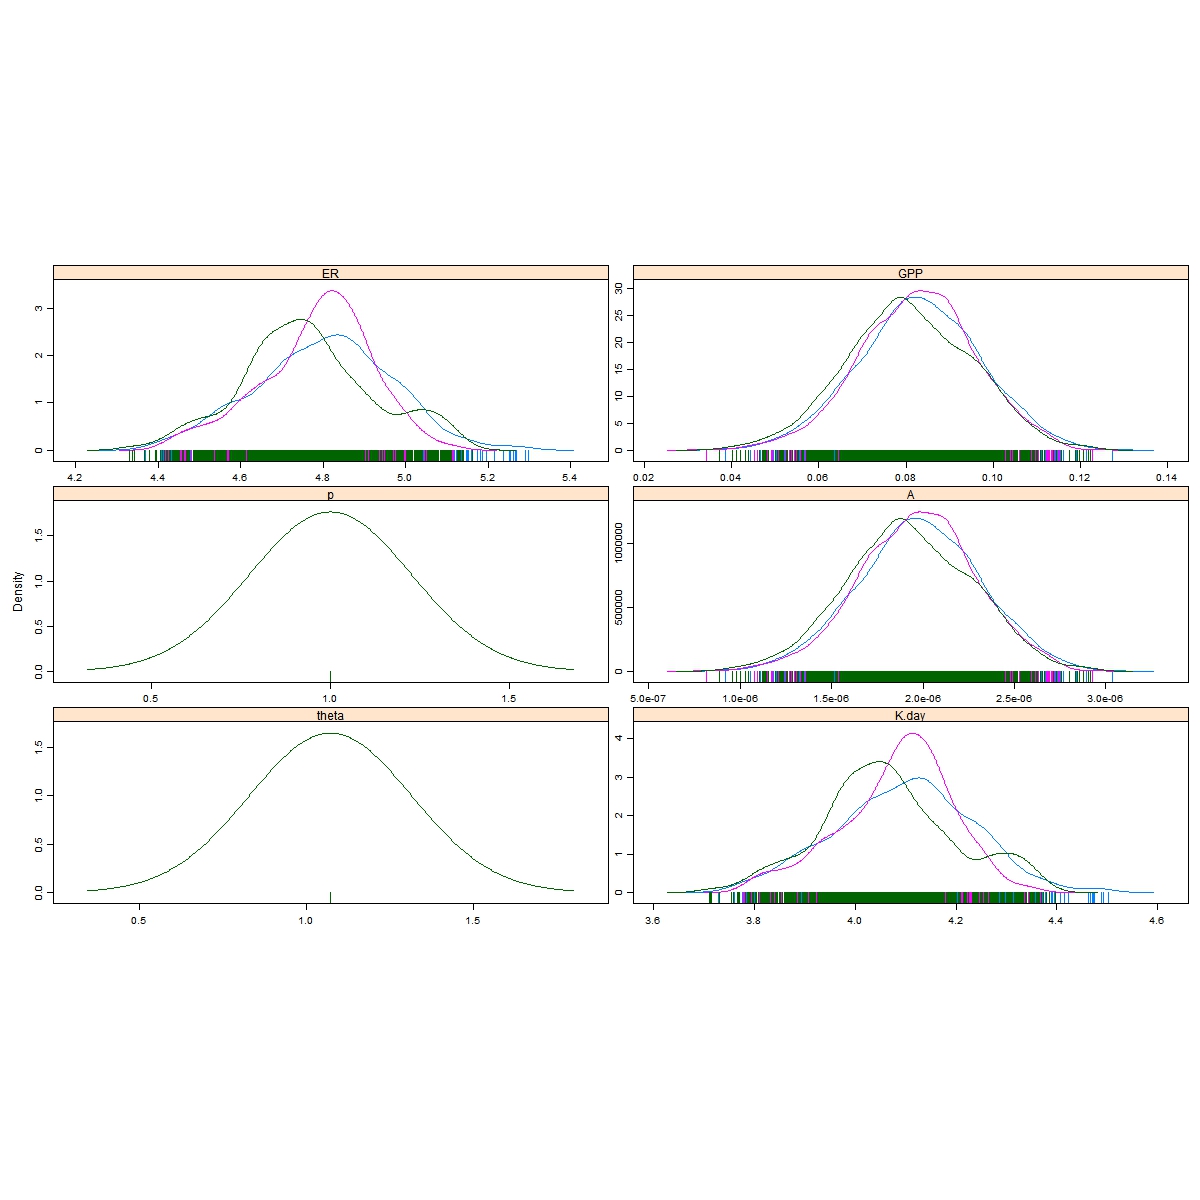 ER
GPP
0 1 2 3
0 5 10 15 20 25 30
4.2 4.4 4.6 4.8 5.0 5.2 5.4
0.02 0.04 0.06 0.08 0.10 0.12 0.14
p
A
Density
0.0 0.5 1.0 1.5
0 500000 1000000
0.5 1.0 1.5
5.0e-07 1.0e-06 1.5e-06 2.0e-06 2.5e-06 3.0e-06
theta
K.day
0.0 0.5 1.0 1.5
0 1 2 3 4
0.5 1.0 1.5
3.6 3.8 4.0 4.2 4.4 4.6